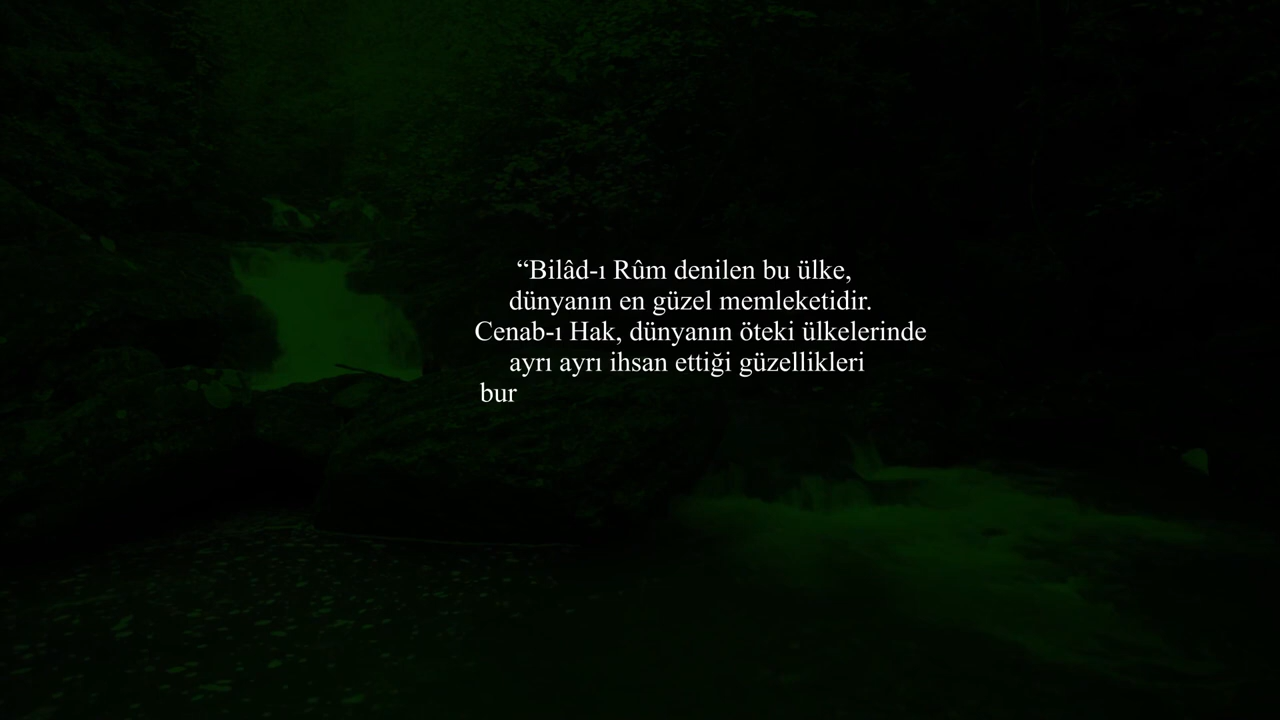 “Bilâd-ı Rûm denilen bu ülke,
dünyanın en güzel memleketidir.
Cenab-ı Hak, dünyanın öteki ülkelerinde
ayrı ayrı ihsan ettiği güzellikleri
bur